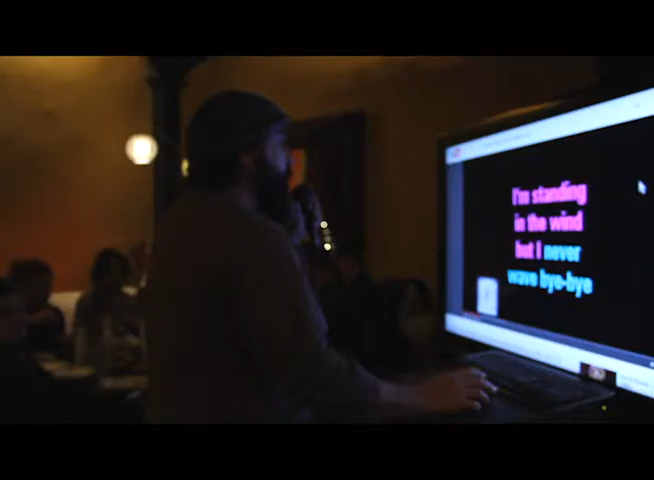 I'm standing
in the wind
but I never
wave bye-bye